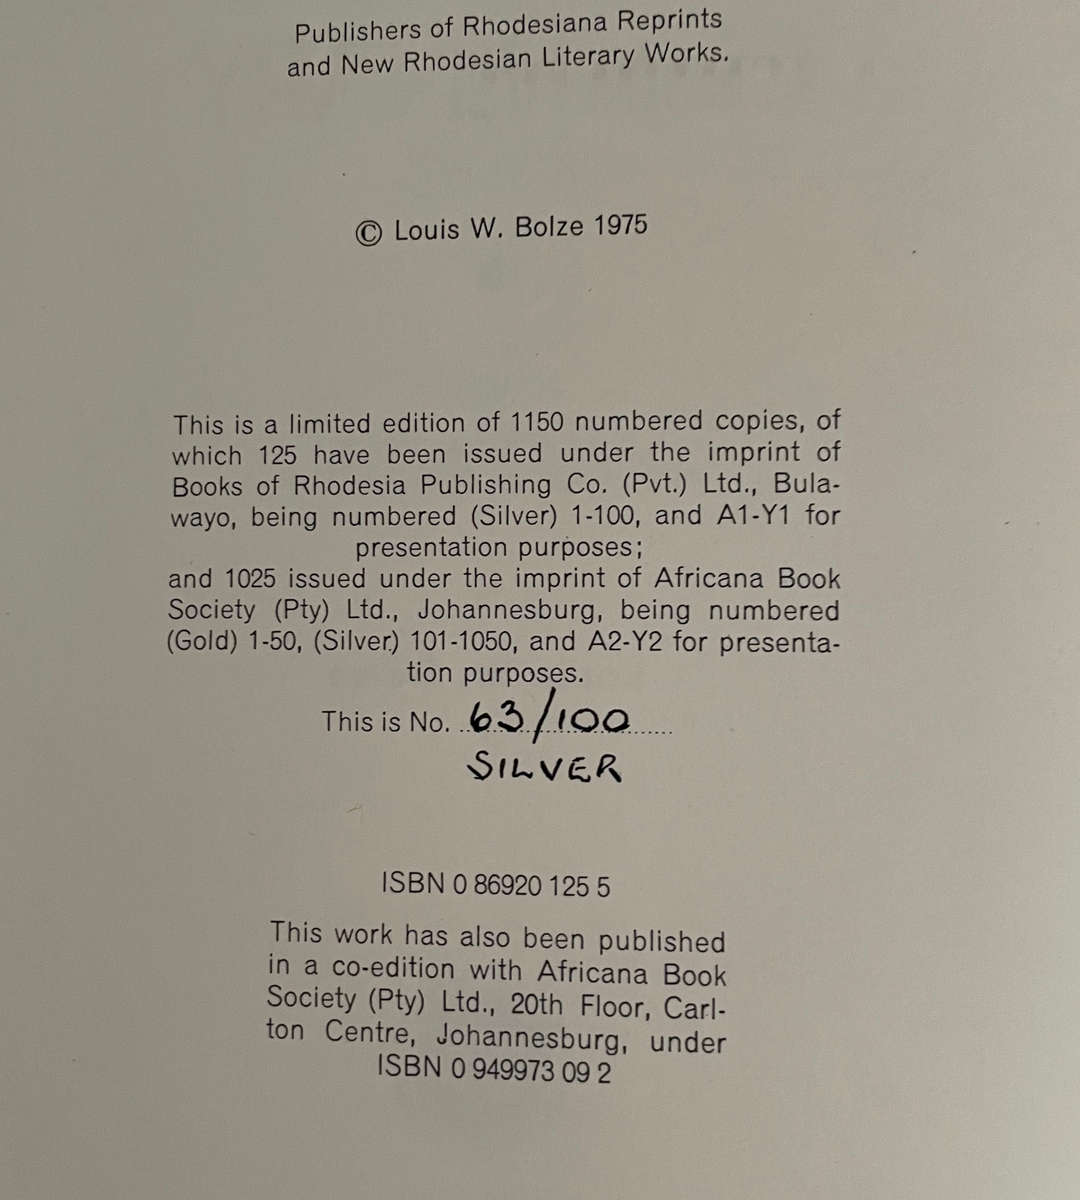 Publishers of Rhodesiana Reprints
and New Rhodesian Literary Works.
© Louis W. Bolze 1975
This is a limited edition of 1150 numbered copies, of
which 125 have been issued under the imprint of
Books of Rhodesia Publishing Co. (Pvt.) Ltd., Bula-
wayo, being numbered (Silver) 1-100, and A1-Y1 for
presentation purposes;
and 1025 issued under the imprint of Africana Book
Society (Pty) Ltd., Johannesburg, being numbered
(Gold) 1-50, (Silver) 101-1050, and A2-Y2 for presenta-
tion purposes.
This is No. 63/100
SILVER
ISBN 0 86920 125 5
This work has also been published
in a co-edition with Africana Book
Society (Pty) Ltd., 20th Floor, Carl-
ton Centre, Johannesburg, under
ISBN 0 949973 09 2